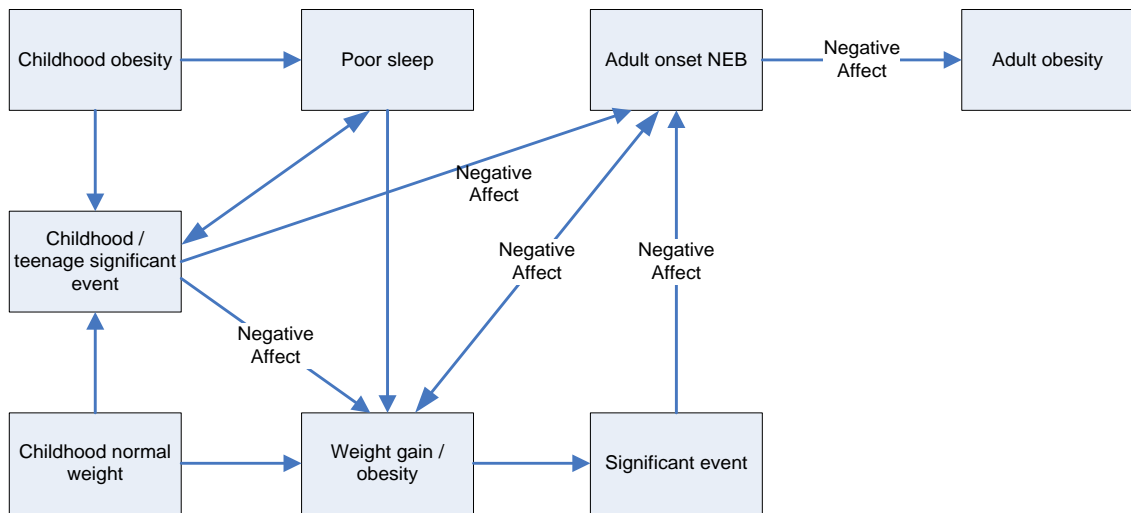 Childhood obesity
Poor sleep
Adult onset NEB
Negative
Affect
Adult obesity
Negative
Affect
Childhood /
teenage significant
event
Negative
Affect
Negative
Affect
Negative
Affect
Childhood normal
weight
Weight gain /
obesity
Significant event